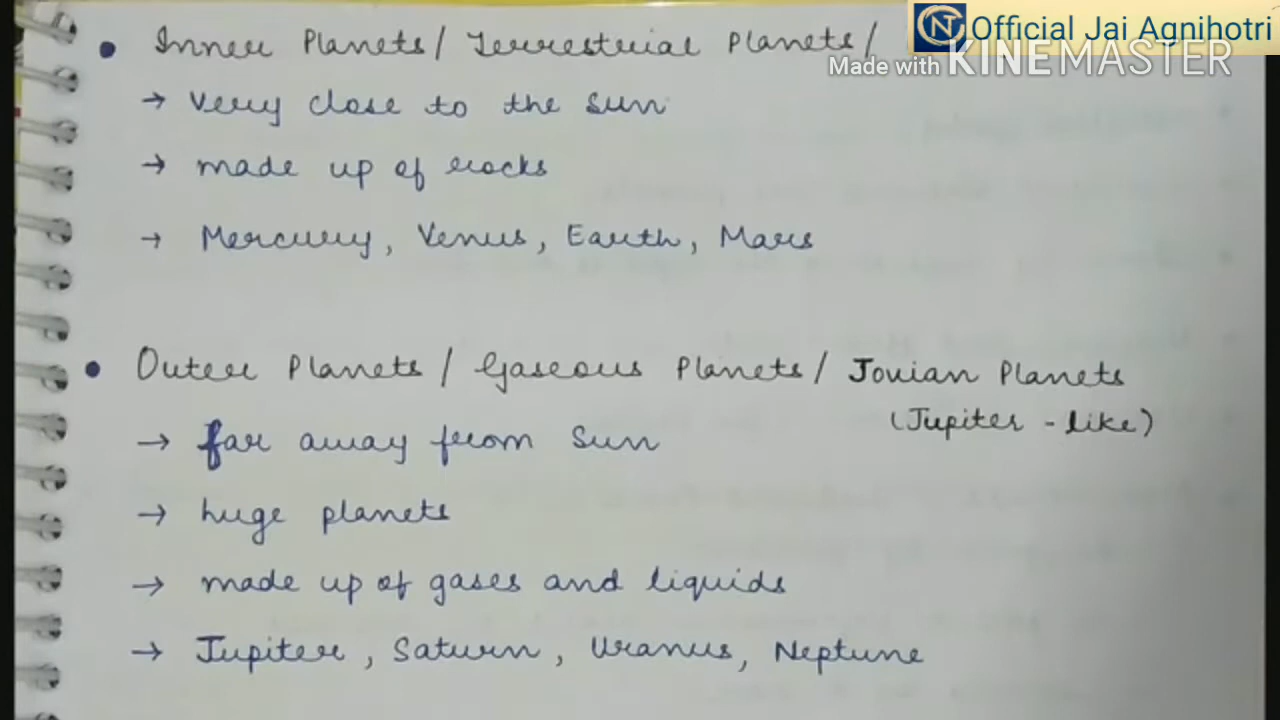 • Inner Planets/ Terrestrial Planets/
Official Jai Agnihotri
Made with KINEMASTER
→ very close to the sun
→ made up of rocks
→ Mercury, Venus, Earth, Mars
• Outer Planets/ Gaseous Planets/ Jovian Planets
(Jupiter-like)
→ far away from sun
→ huge planets
→ made up of gases and liquids
→ Jupiter, Saturn, Uranus, Neptune